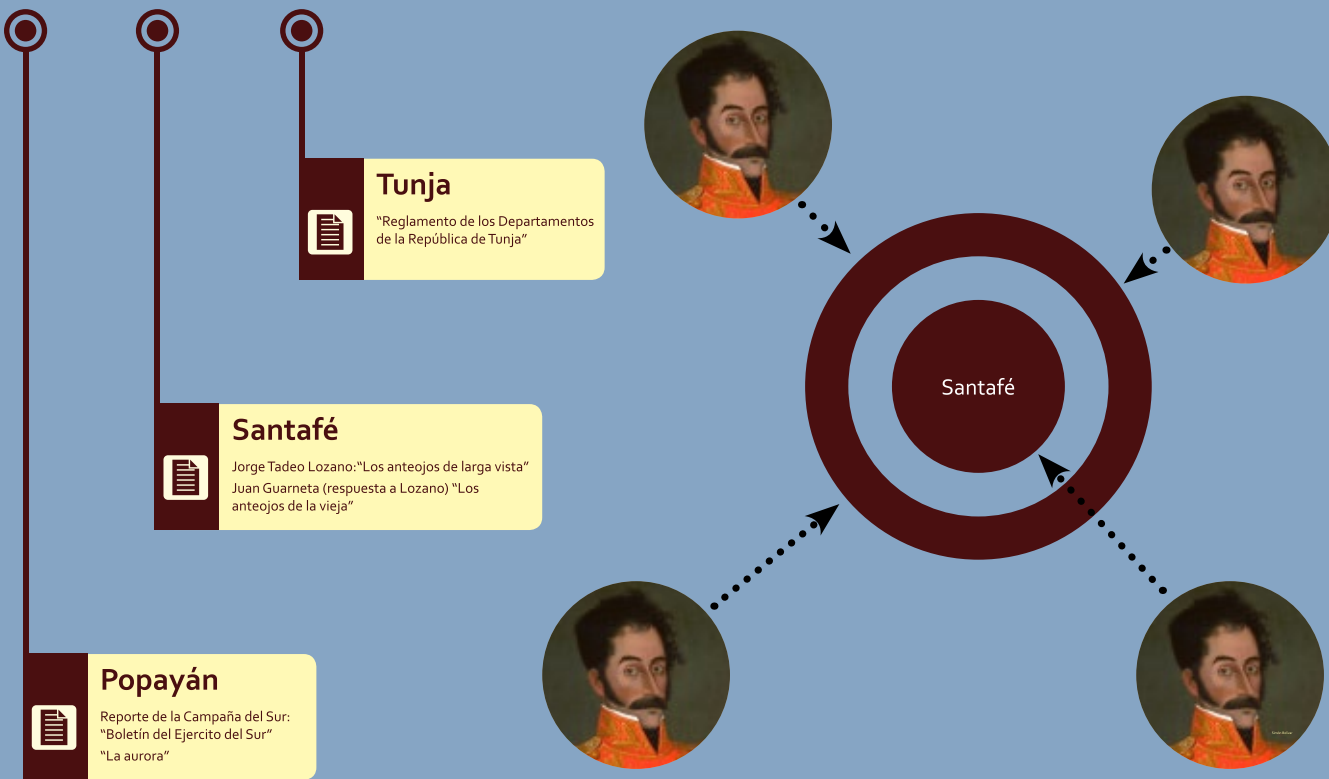 Tunja
“Reglamento de los Departamentos
de la República de Tunja”
Santafé
Jorge Tadeo Lozano:“Los anteojos de larga vista”
Juan Guarneta (respuesta a Lozano) “Los
anteojos de la vieja”
Popayán
Reporte de la Campaña del Sur:
“Boletín del Ejercito del Sur”
“La aurora”
Santafé